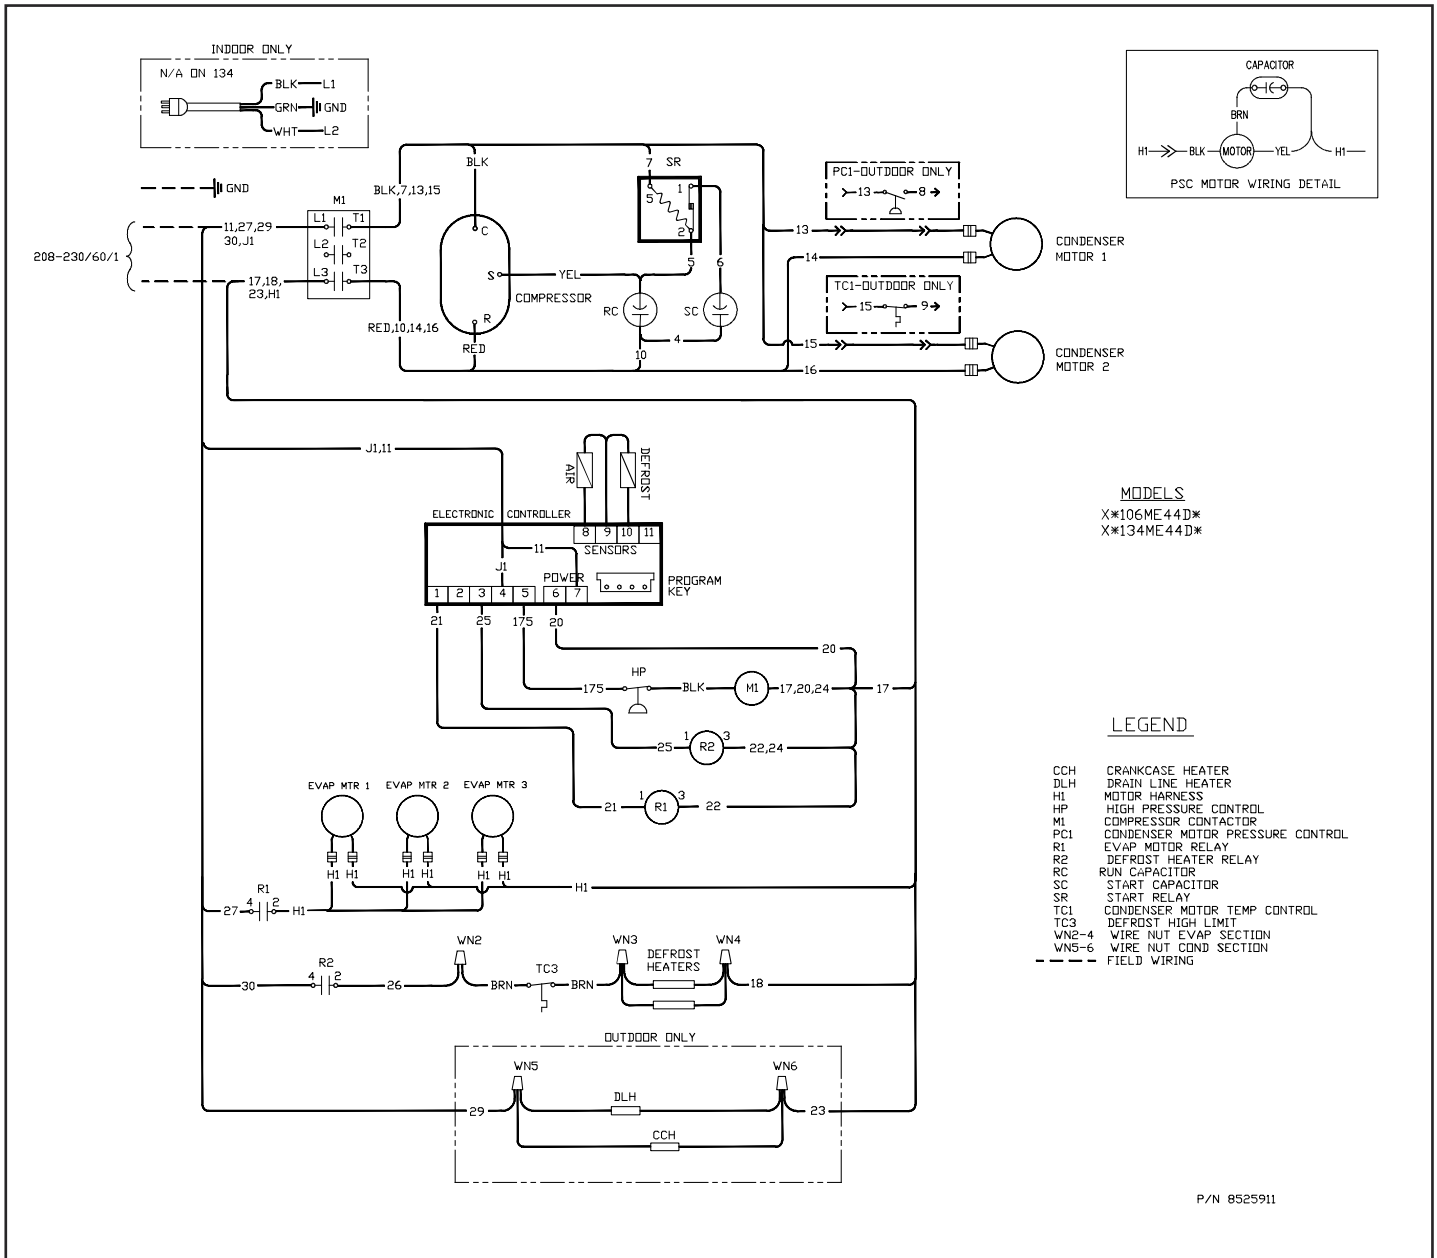 INDOOR ONLY
N/A ON 134
BLK L1
GRN GND
WHT L2
GND
208-230/60/1
11,27,29
30,J1
17,18,
23,H1
M1
L1 T1
L2 T2
L3 T3
BLK,7,13,15
RED,10,14,16
BLK
C
S
R
RED
YEL
COMPRESSOR
7 SR
5 1
2
5 6
RC SC
4
10
PC1-OUTDOOR ONLY
13 8
13
14
CONDENSER
MOTOR 1
TC1-OUTDOOR ONLY
15 9
15
16
CONDENSER
MOTOR 2
CAPACITOR
BRN
H1 BLK MOTOR YEL H1
PSC MOTOR WIRING DETAIL
J1,11
AIR
DEFROST
ELECTRONIC CONTROLLER
8 9 10 11
SENSORS
11
J1
POWER
PROGRAM
KEY
1 2 3 4 5 6 7
21 25 175 20
20
HP
175 BLK M1 17,20,24 17
25 1 R2 3 22,24
21 1 R1 3 22
MODELS
X*106ME44D*
X*134ME44D*
EVAP MTR 1 EVAP MTR 2 EVAP MTR 3
H1 H1 H1 H1 H1 H1
H1
R1
27 4 2 H1
R2
30 4 2 26
WN2
BRN TC3 BRN
WN3
DEFROST
HEATERS
WN4
18
OUTDOOR ONLY
WN5 WN6
29 DLH 23
CCH
LEGEND
CCH CRANKCASE HEATER
DLH DRAIN LINE HEATER
H1 MOTOR HARNESS
HP HIGH PRESSURE CONTROL
M1 COMPRESSOR CONTACTOR
PC1 CONDENSER MOTOR PRESSURE CONTROL
R1 EVAP MOTOR RELAY
R2 DEFROST HEATER RELAY
RC RUN CAPACITOR
SC START CAPACITOR
SR START RELAY
TC1 CONDENSER MOTOR TEMP CONTROL
TC3 DEFROST HIGH LIMIT
WN2-4 WIRE NUT EVAP SECTION
WN5-6 WIRE NUT COND SECTION
FIELD WIRING
P/N 8525911